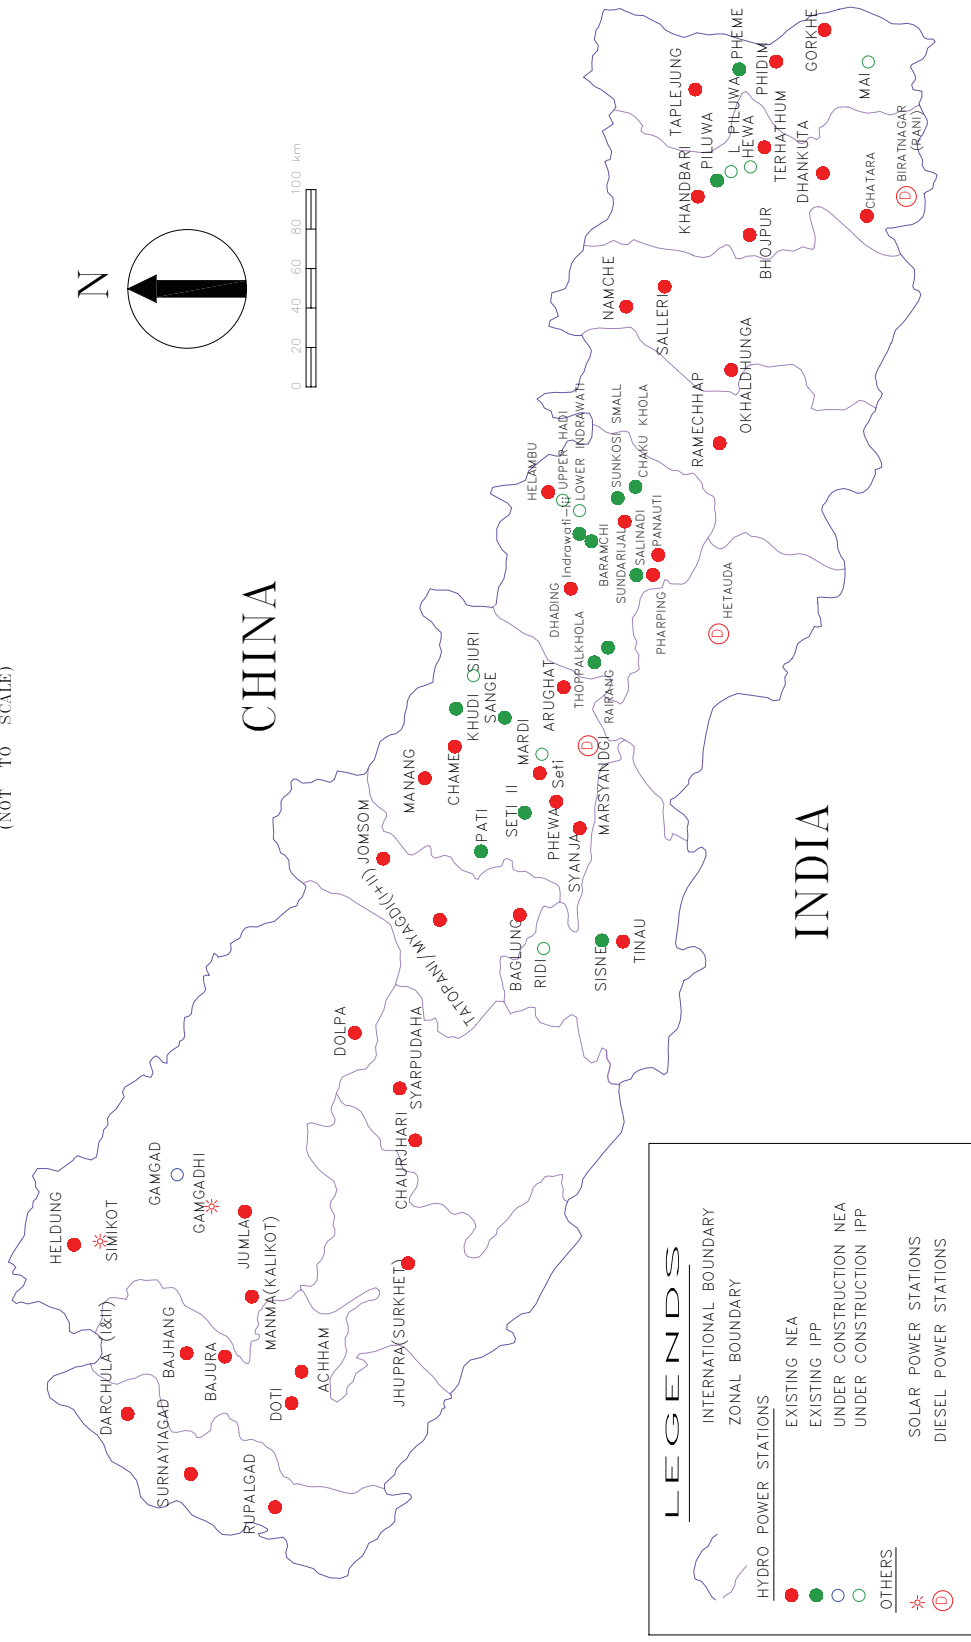 (NOT TO SCALE)
N
0 20 40 60 80 100 km
CHINA
INDIA
HELDUNG
SIMIKOT
GAMGAD
GAMGADHI
DARCHULA (I&II)
BAJHANG
BAJURA
JUMLA
MANMA(KALIKOT)
SURNAYIAGAD
RUPALGAD
DOTI
ACHHAM
JHUPRA(SURKHET)
CHAURJHARI
SYARPUDAHA
DOLPA
JOMSOM
TATOPANI/MYAGDI(I+II)
BAGLUNG
RIDI
SISNE
TINAU
MANANG
CHAME
KHUDI
SIURI
SANGE
PATI
SETI II
MARDI
PHEWA
Seti
SYANJA
MARSYANDGI
ARUGHAT
THOPPALKHOLA
RAIRANG
DHADING
HELAMBU
UPPER HADI
Indrawati-III
LOWER INDRAWATI
BARAMCHI
SUNKOSI SMALL
CHAKU KHOLA
SUNDARIJAL
SALINADI
PANAUTI
PHARPING
HETAUDA
NAMCHE
SALLERI
RAMECHHAP
OKHALDHUNGA
TAPLEJUNG
KHANDBARI
PILUWA
L PILUWA
HEWA
PHEME
PHIDIM
GORKHE
TERHATHUM
DHANKUTA
BHOJPUR
MAI
CHATARA
D
BIRATNAGAR
(RANI)
D
D
LEGENDS
INTERNATIONAL BOUNDARY
ZONAL BOUNDARY
HYDRO POWER STATIONS
EXISTING NEA
EXISTING IPP
UNDER CONSTRUCTION NEA
UNDER CONSTRUCTION IPP
OTHERS
SOLAR POWER STATIONS
D DIESEL POWER STATIONS